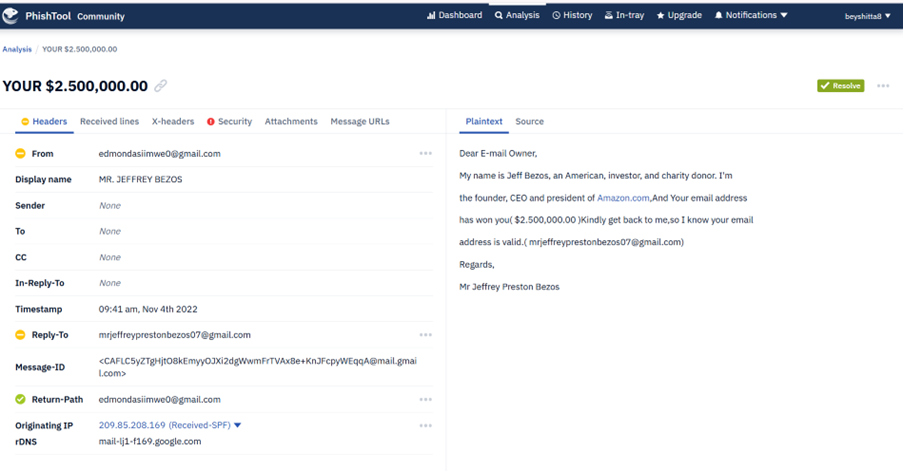 PhishTool Community
Dashboard Analysis History In-tray Upgrade Notifications beyshitta8
Analysis / YOUR $2.500,000.00
YOUR $2.500,000.00
Resolve
Headers Received lines X-headers Security Attachments Message URLs
From edmondasiimwe0@gmail.com
Display name MR. JEFFREY BEZOS
Sender None
To None
CC None
In-Reply-To None
Timestamp 09:41 am, Nov 4th 2022
Reply-To mrjeffreyprestonbezos07@gmail.com
Message-ID <CAFLC5yZTgHjtO8kEmyyOJXi2dgWwmFrTVAx8e+KnJFcpyWEqqA@mail.gmai
l.com>
Return-Path edmondasiimwe0@gmail.com
Originating IP 209.85.208.169 (Received-SPF)
rDNS mail-lj1-f169.google.com
Plaintext Source
Dear E-mail Owner,
My name is Jeff Bezos, an American, investor, and charity donor. I'm
the founder, CEO and president of Amazon.com,And Your email address
has won you( $2.500,000.00 )Kindly get back to me,so I know your email
address is valid.( mrjeffreyprestonbezos07@gmail.com)
Regards,
Mr Jeffrey Preston Bezos